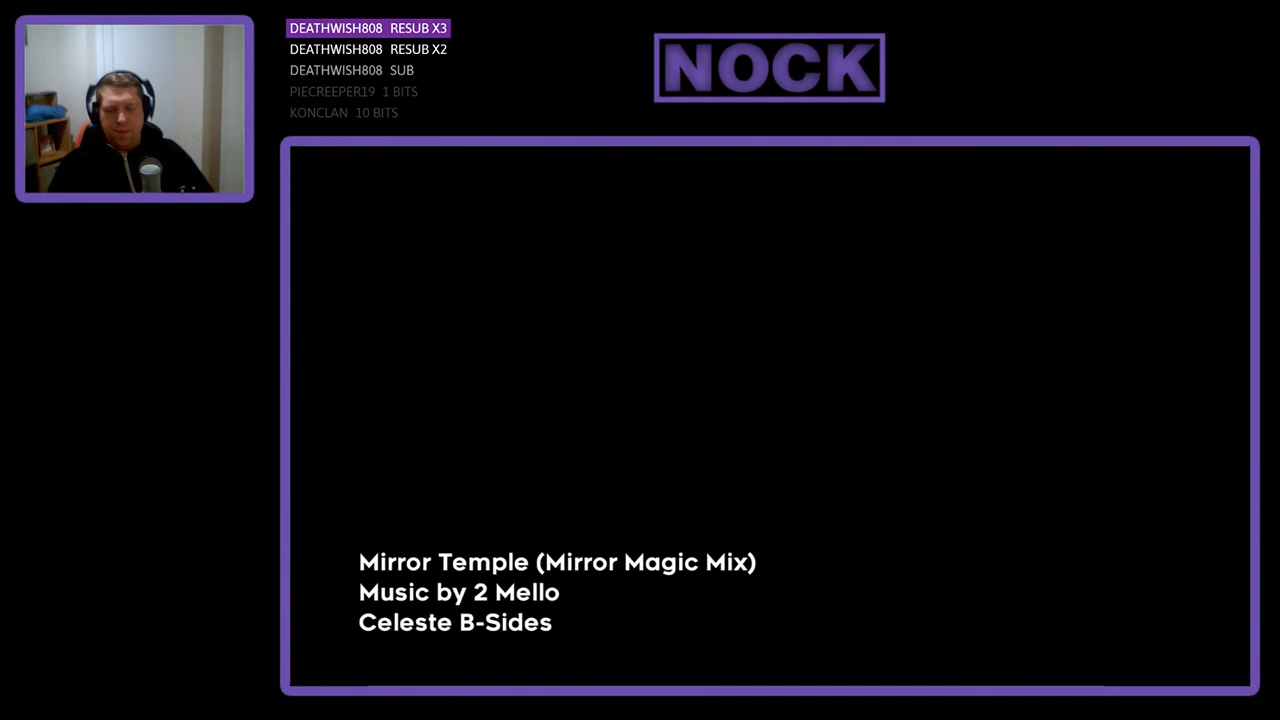 DEATHWISH808 RESUB X3
DEATHWISH808 RESUB X2
DEATHWISH808 SUB
PIECREEPER19 1 BITS
KONCLAN 10 BITS
NOCK
Mirror Temple (Mirror Magic Mix)
Music by 2 Mello
Celeste B-Sides